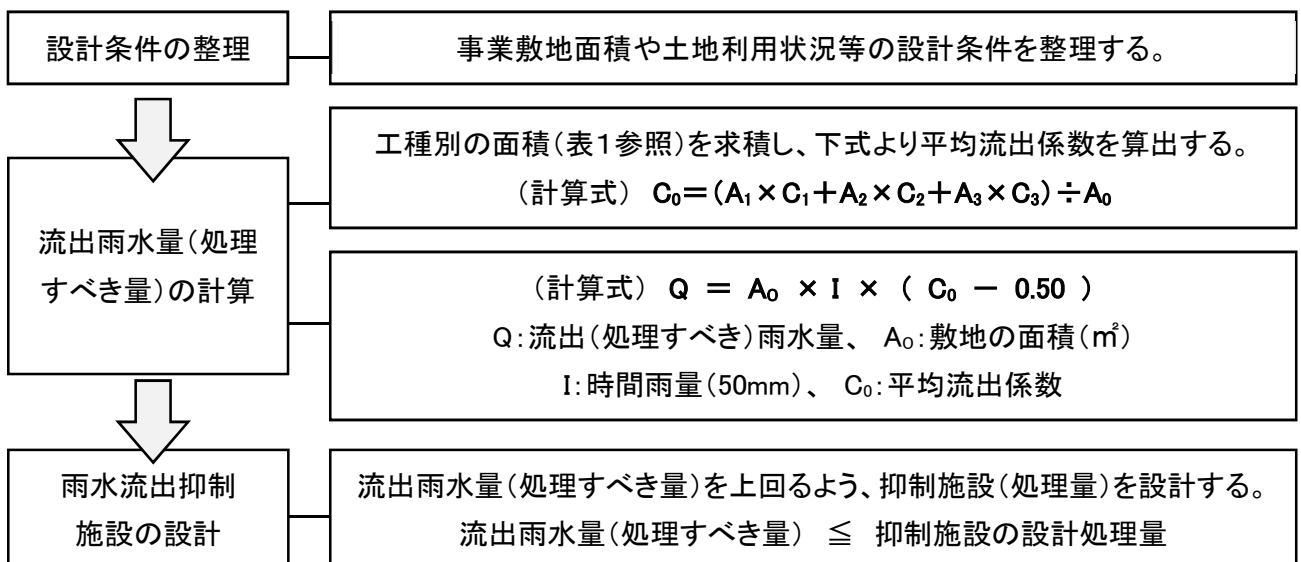 設計条件の整理
事業敷地面積や土地利用状況等の設計条件を整理する。
工種別の面積(表1参照)を求積し、下式より平均流出係数を算出する。
(計算式) C₀=(A₁×C₁+A₂×C₂+A₃×C₃)÷A₀
流出雨水量(処理
すべき量)の計算
(計算式) Q = A₀ × I × ( C₀ - 0.50 )
Q:流出(処理すべき)雨水量、 A₀:敷地の面積(㎡)
I:時間雨量(50mm)、 C₀:平均流出係数
雨水流出抑制
施設の設計
流出雨水量(処理すべき量)を上回るよう、抑制施設(処理量)を設計する。
流出雨水量(処理すべき量) ≦ 抑制施設の設計処理量